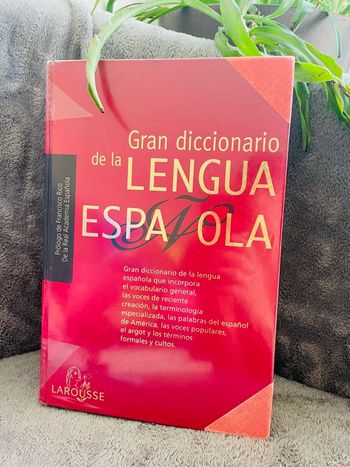 Gran diccionario
de la LENGUA
ESPAÑOLA
Prólogo de Francisco Rico
De la Real Academia Española
Gran diccionario de la lengua
española que incorpora
el vocabulario general,
las voces de reciente
creación, la terminología
especializada, las palabras del español
de América, las voces populares,
el argot y los términos
formales y cultos.
LAROUSSE